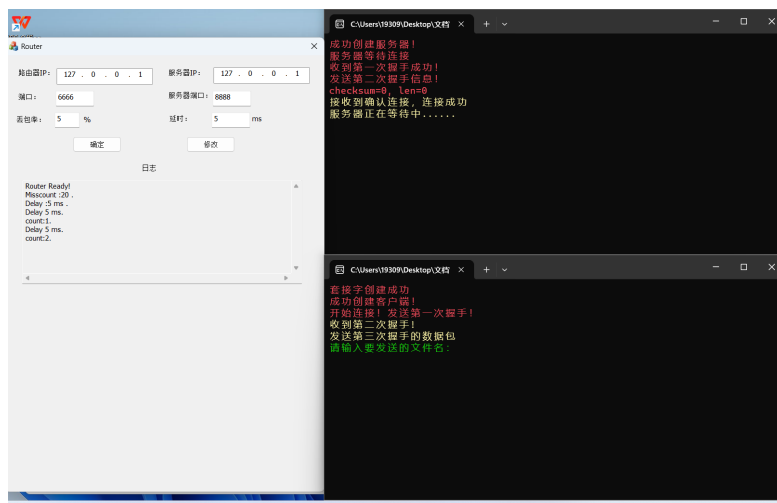 Router
路由器IP: 127 . 0 . 0 . 1 服务器IP: 127 . 0 . 0 . 1
端口: 6666 服务器端口: 8888
丢包率: 5 % 延时: 5 ms
确定 修改
日志
Router Ready!
Misscount :20 .
Delay :5 ms .
Delay 5 ms.
count:1.
Delay 5 ms.
count:2.
C:\Users\19309\Desktop\文档
成功创建服务器!
服务器等待连接
收到第一次握手成功!
发送第二次握手信息!
checksum=0, len=0
接收到确认连接, 连接成功
服务器正在等待中......
C:\Users\19309\Desktop\文档
套接字创建成功
成功创建客户端!
开始连接! 发送第一次握手!
收到第二次握手!
发送第三次握手的数据包
请输入要发送的文件名: